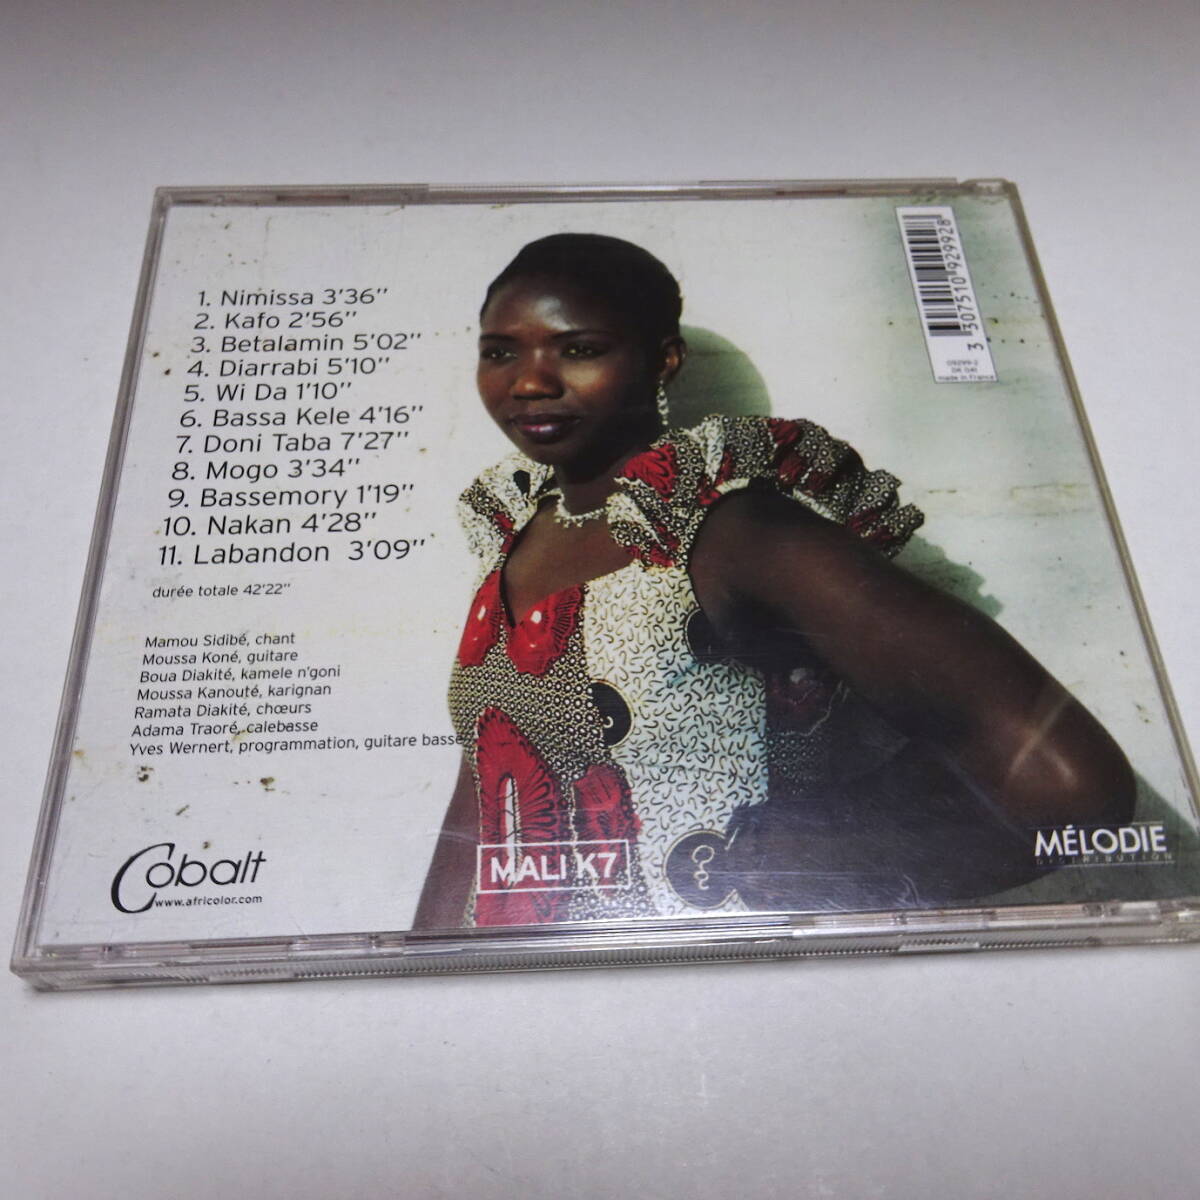 1. Nimissa 3'36"
2. Kafo 2'56"
3. Betalamin 5'02"
4. Diarrabi 5'10"
5. Wi Da 1'10"
6. Bassa Kele 4'16"
7. Doni Taba 7'27"
8. Mogo 3'34"
9. Bassemory 1'19"
10. Nakan 4'28"
11. Labandon 3'09"
durée totale 42'22"
Mamou Sidibé, chant
Moussa Koné, guitare
Boua Diakité, kamele n'goni
Moussa Kanouté, karignan
Ramata Diakité, chœurs
Adama Traoré, calebasse
Yves Wernert, programmation, guitare basse
Cobalt
www.africolor.com
MALI K7
MÉLODIE
DISTRIBUTION
3 307510 929928
09299-2
made in France